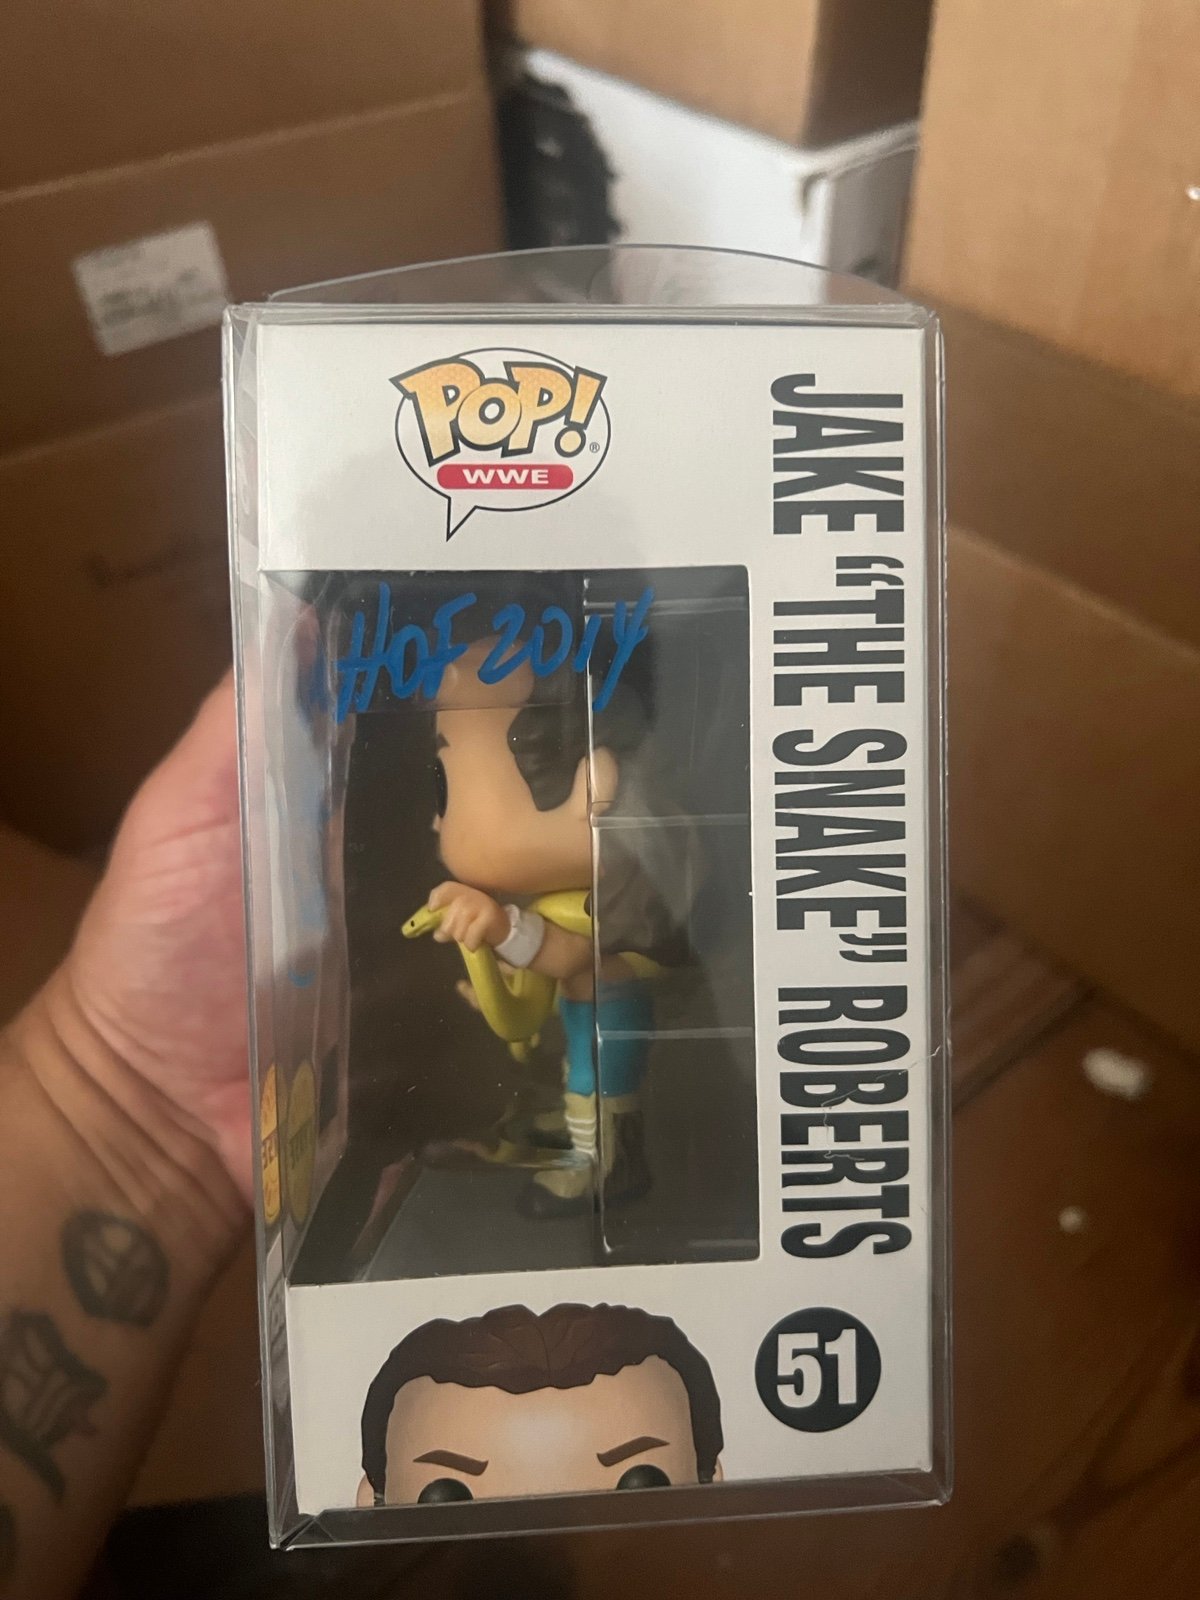 POP!
WWE
HOF 2014
JAKE "THE SNAKE" ROBERTS
51